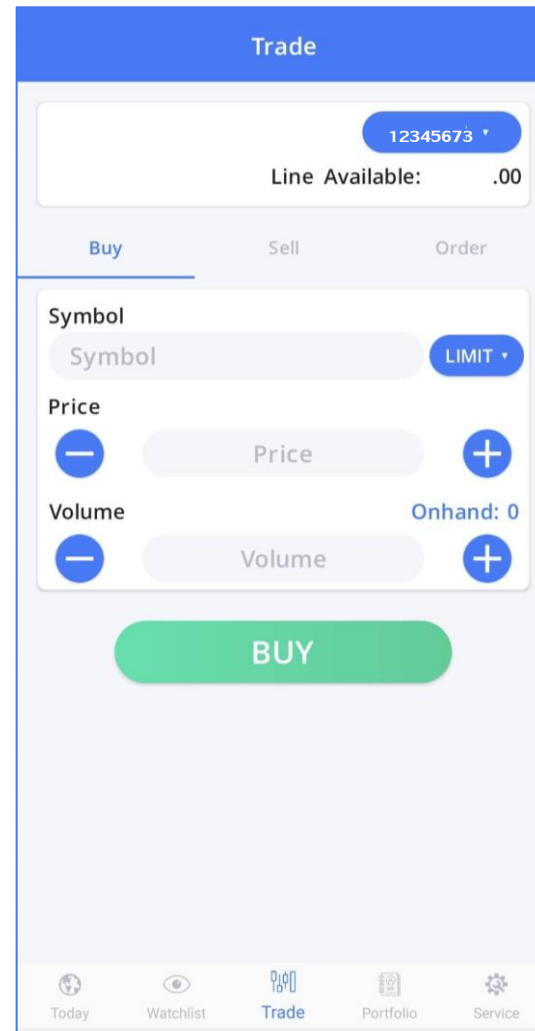 Trade
12345673
Line Available: .00
Buy Sell Order
Symbol
Symbol LIMIT
Price
Price
Volume Onhand: 0
Volume
BUY
Today Watchlist Trade Portfolio Service